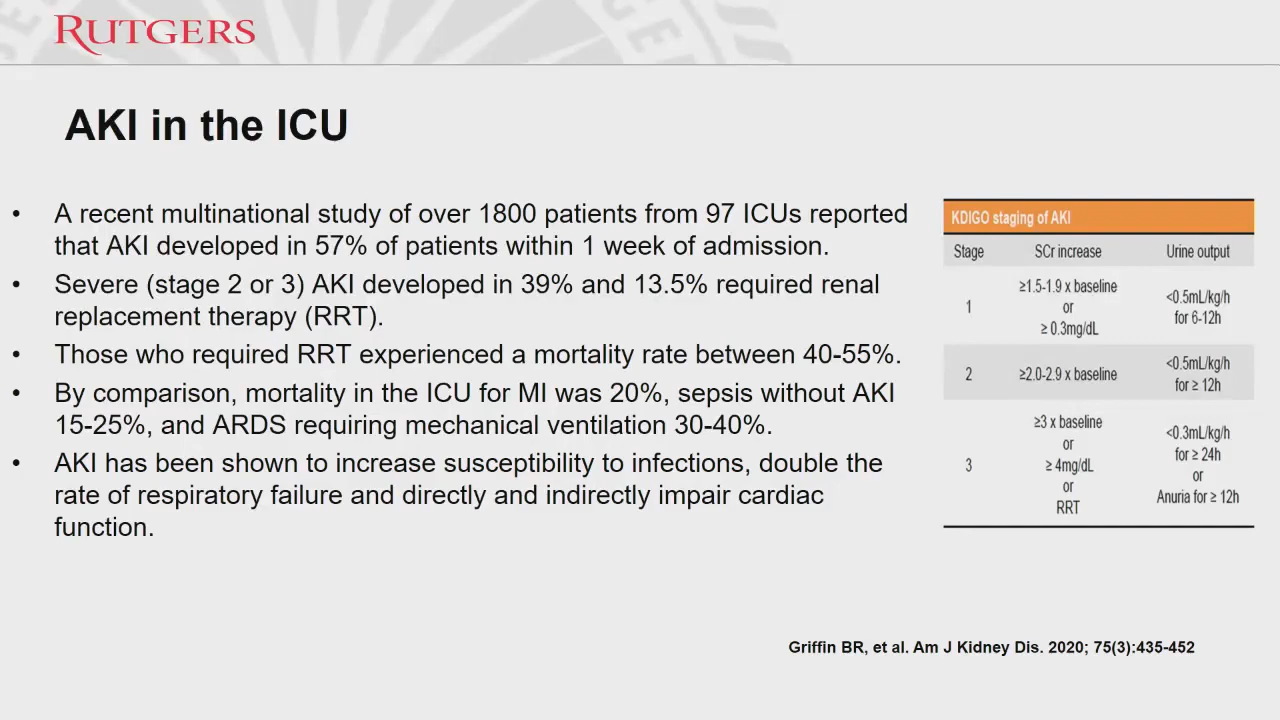 RUTGERS
AKI in the ICU
• A recent multinational study of over 1800 patients from 97 ICUs reported
that AKI developed in 57% of patients within 1 week of admission.
• Severe (stage 2 or 3) AKI developed in 39% and 13.5% required renal
replacement therapy (RRT).
• Those who required RRT experienced a mortality rate between 40-55%.
• By comparison, mortality in the ICU for MI was 20%, sepsis without AKI
15-25%, and ARDS requiring mechanical ventilation 30-40%.
• AKI has been shown to increase susceptibility to infections, double the
rate of respiratory failure and directly and indirectly impair cardiac
function.
KDIGO staging of AKI
Stage SCr increase Urine output
≥1.5-1.9 x baseline
or
≥ 0.3mg/dL
1
<0.5mL/kg/h
for 6-12h
2 ≥2.0-2.9 x baseline
<0.5mL/kg/h
for ≥ 12h
3
≥3 x baseline
or
≥ 4mg/dL
or
RRT
<0.3mL/kg/h
for ≥ 24h
or
Anuria for ≥ 12h
Griffin BR, et al. Am J Kidney Dis. 2020; 75(3):435-452